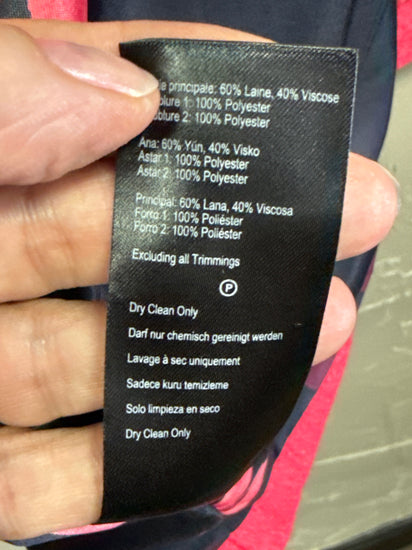 principale: 60% Laine, 40% Viscose
1: 100% Polyester
2: 100% Polyester
Ana: 60% Yün, 40% Visko
Astar 1: 100% Polyester
Astar 2: 100% Polyester
Principal: 60% Lana, 40% Viscosa
Forro 1: 100% Poliéster
Forro 2: 100% Poliéster
Excluding all Trimmings
P
Dry Clean Only
Darf nur chemisch gereinigt werden
Lavage à sec uniquement
Sadece kuru temizleme
Solo limpieza en seco
Dry Clean Only